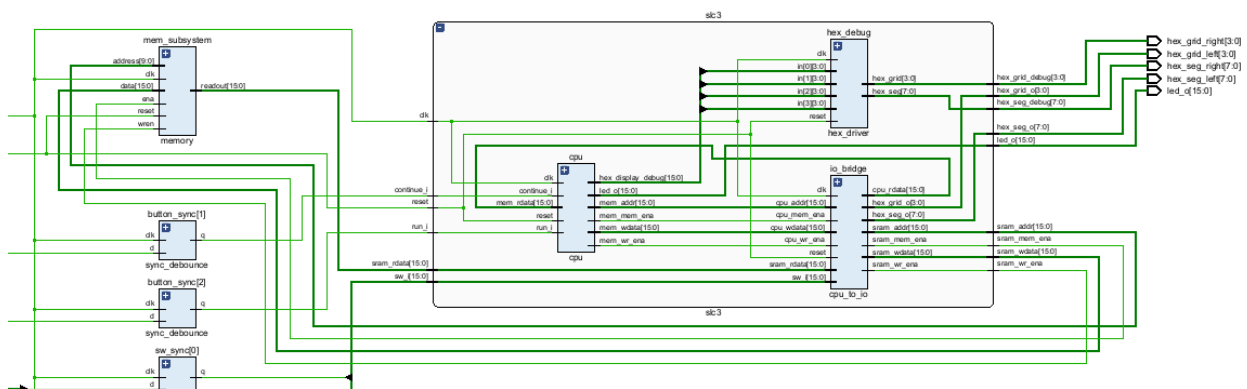 slc3
mem_subsystem
address[9:0]
clk
data[15:0]
ena
reset
wren
readout[15:0]
memory
button_sync[1]
clk
d
q
sync_debounce
button_sync[2]
clk
d
q
sync_debounce
sw_sync[0]
clk
d
q
clk
continue_i
reset
run_i
sram_rdata[15:0]
sw_i[15:0]
cpu
clk
continue_i
mem_rdata[15:0]
reset
run_i
hex_display_debug[15:0]
led_o[15:0]
mem_addr[15:0]
mem_mem_ena
mem_wdata[15:0]
mem_wr_ena
cpu
hex_debug
clk
in[0][3:0]
in[1][3:0]
in[2][3:0]
in[3][3:0]
reset
hex_grid[3:0]
hex_seg[7:0]
hex_driver
io_bridge
clk
cpu_addr[15:0]
cpu_mem_ena
cpu_wdata[15:0]
cpu_wr_ena
reset
sram_rdata[15:0]
sw_i[15:0]
cpu_rdata[15:0]
hex_grid_o[3:0]
hex_seg_o[7:0]
sram_addr[15:0]
sram_mem_ena
sram_wdata[15:0]
sram_wr_ena
cpu_to_io
hex_grid_debug[3:0]
hex_grid_o[3:0]
hex_seg_debug[7:0]
hex_seg_o[7:0]
led_o[15:0]
sram_addr[15:0]
sram_mem_ena
sram_wdata[15:0]
sram_wr_ena
slc3
hex_grid_right[3:0]
hex_grid_left[3:0]
hex_seg_right[7:0]
hex_seg_left[7:0]
led_o[15:0]